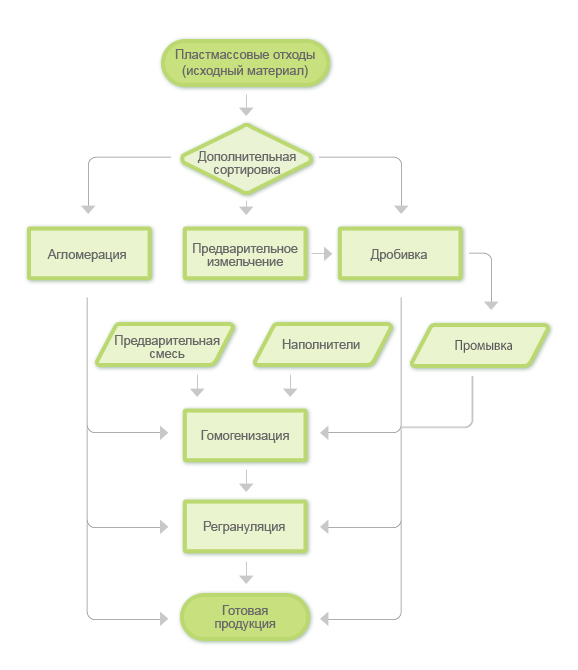 Пластмассовые отходы
(исходный материал)
Дополнительная
сортировка
Агломерация
Предварительное
измельчение
Дробивка
Предварительная
смесь
Наполнители
Промывка
Гомогенизация
Регрануляция
Готовая
продукция